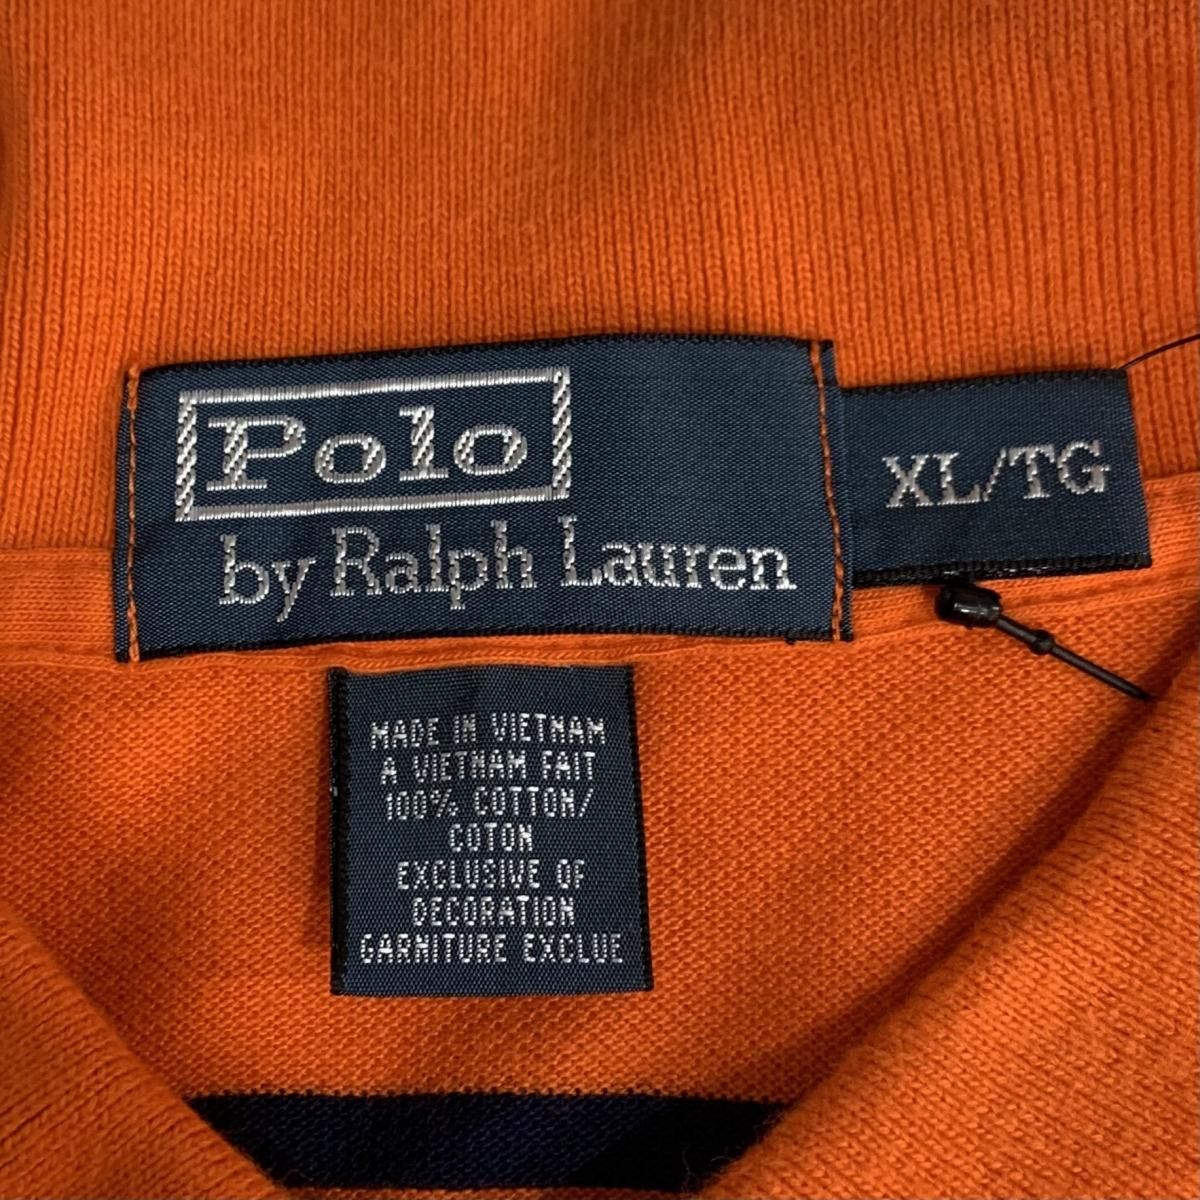 Polo
by Ralph Lauren
XL/TG
MADE IN VIETNAM
A VIETNAM FAIT
100% COTTON/
COTON
EXCLUSIVE OF
DECORATION
GARNITURE EXCLUE